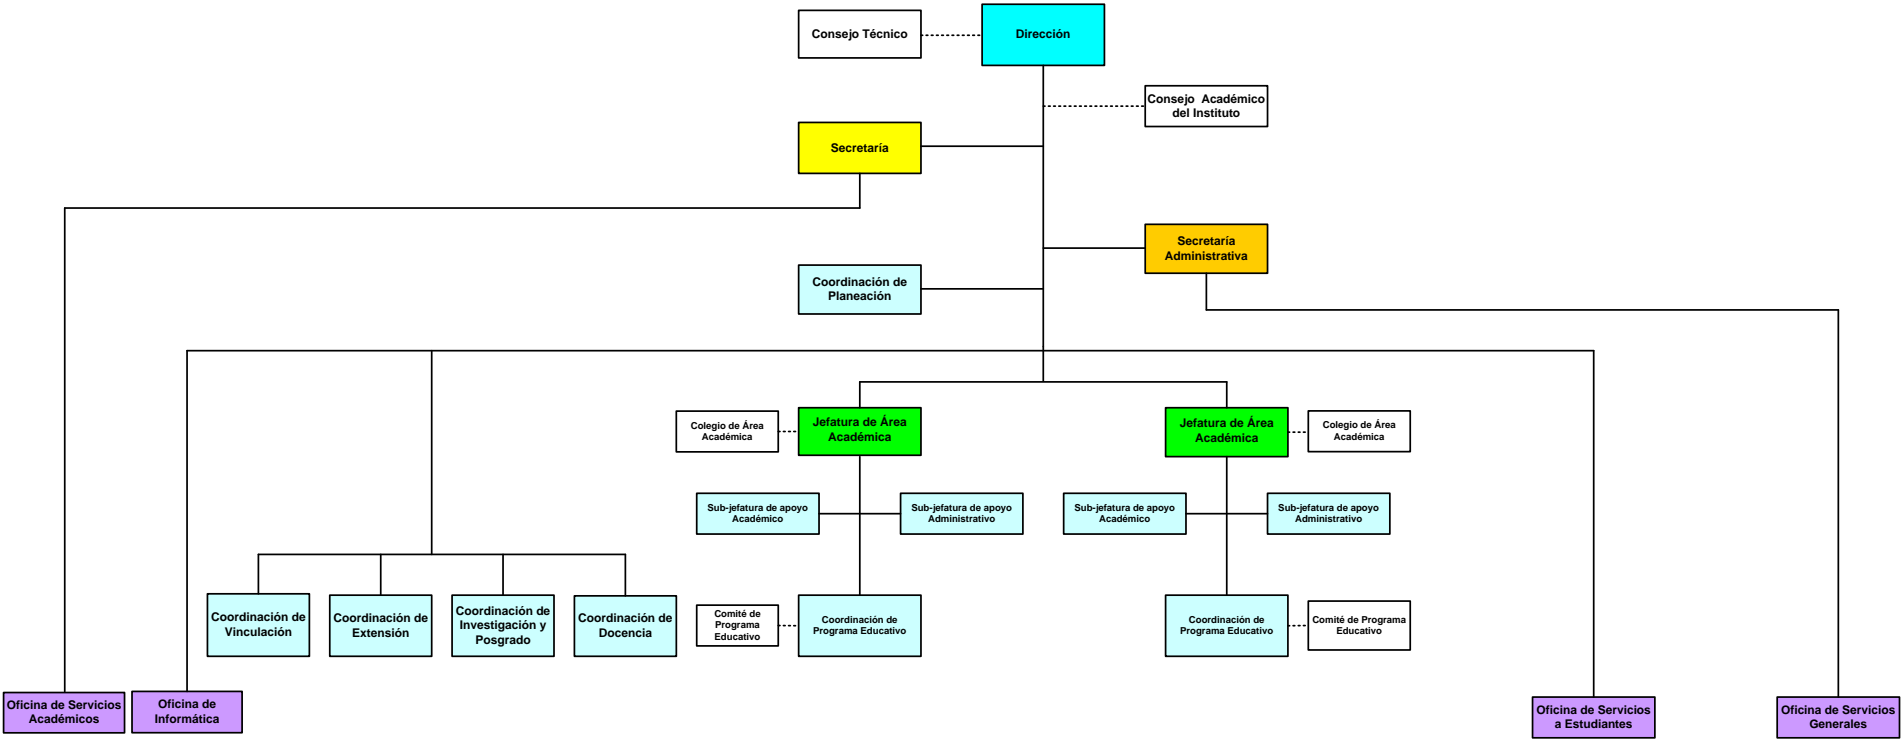 Consejo Técnico
Dirección
Consejo Académico
del Instituto
Secretaría
Secretaría
Administrativa
Coordinación de
Planeación
Colegio de Área
Académica
Jefatura de Área
Académica
Jefatura de Área
Académica
Colegio de Área
Académica
Sub-jefatura de apoyo
Académico
Sub-jefatura de apoyo
Administrativo
Sub-jefatura de apoyo
Académico
Sub-jefatura de apoyo
Administrativo
Coordinación de
Vinculación
Coordinación de
Extensión
Coordinación de
Investigación y
Posgrado
Coordinación de
Docencia
Comité de
Programa
Educativo
Coordinación de
Programa Educativo
Coordinación de
Programa Educativo
Comité de Programa
Educativo
Oficina de Servicios
Académicos
Oficina de
Informática
Oficina de Servicios
a Estudiantes
Oficina de Servicios
Generales